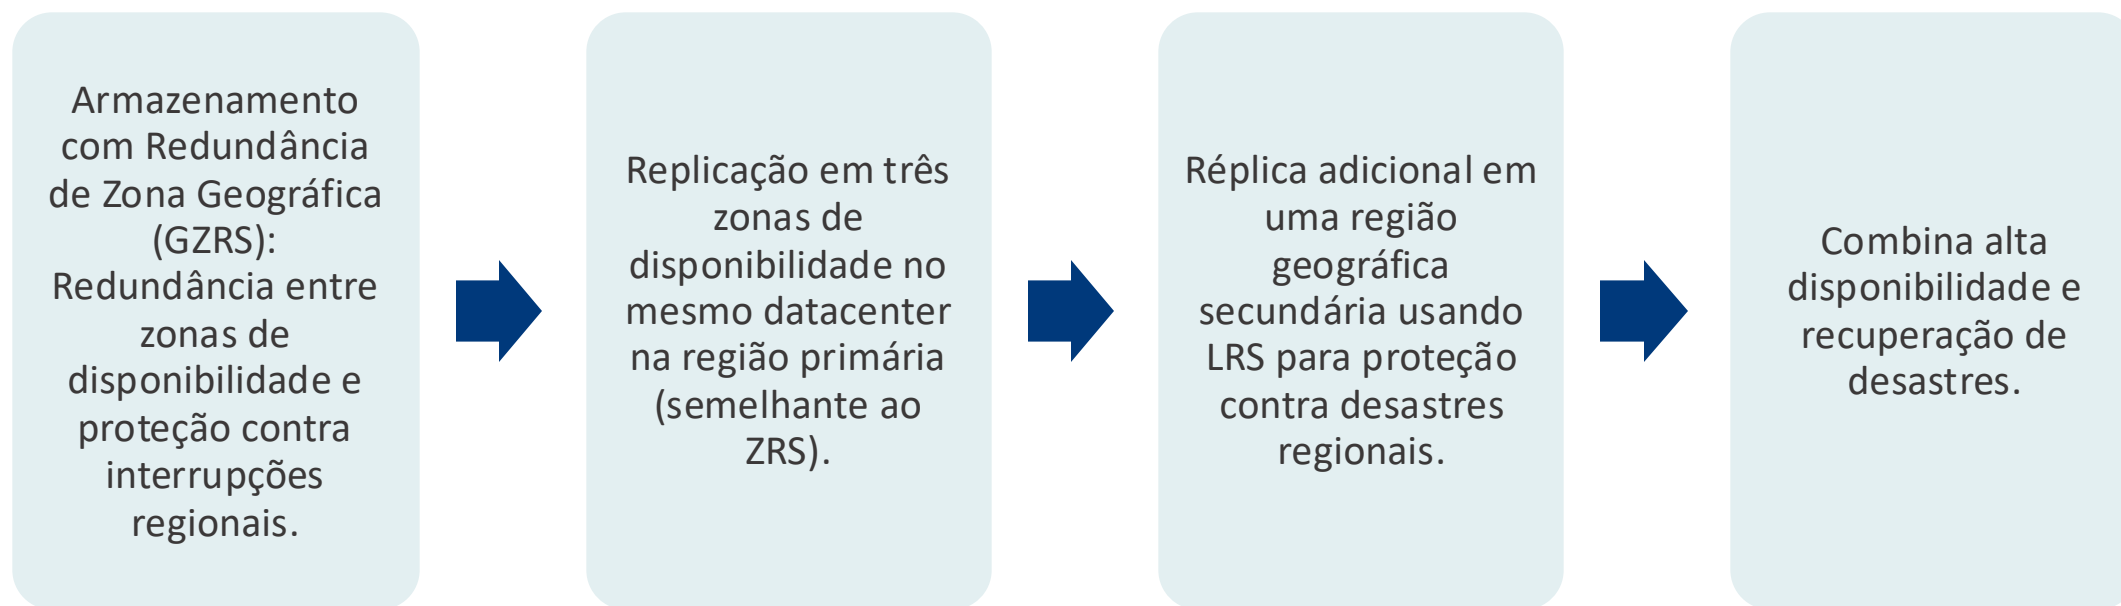 Armazenamento
com Redundância
de Zona Geográfica
(GZRS):
Redundância entre
zonas de
disponibilidade e
proteção contra
interrupções
regionais.
Replicação em três
zonas de
disponibilidade no
mesmo datacenter
na região primária
(semelhante ao
ZRS).
Réplica adicional em
uma região
geográfica
secundária usando
LRS para proteção
contra desastres
regionais.
Combina alta
disponibilidade e
recuperação de
desastres.